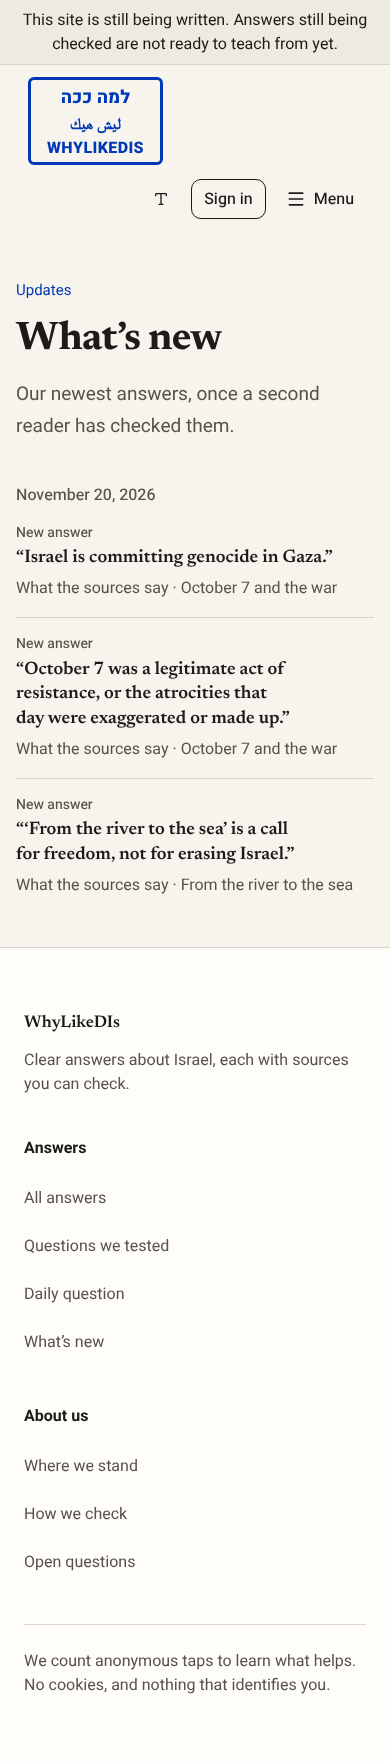 This site is still being written. Answers still being
checked are not ready to teach from yet.
למה ככה
ليش هيك
WHYLIKEDIS
T
Sign in
Menu
Updates
What’s new
Our newest answers, once a second
reader has checked them.
November 20, 2026
New answer
“Israel is committing genocide in Gaza.”
What the sources say · October 7 and the war
New answer
“October 7 was a legitimate act of
resistance, or the atrocities that
day were exaggerated or made up.”
What the sources say · October 7 and the war
New answer
“‘From the river to the sea’ is a call
for freedom, not for erasing Israel.”
What the sources say · From the river to the sea
WhyLikeDIs
Clear answers about Israel, each with sources
you can check.
Answers
All answers
Questions we tested
Daily question
What’s new
About us
Where we stand
How we check
Open questions
We count anonymous taps to learn what helps.
No cookies, and nothing that identifies you.